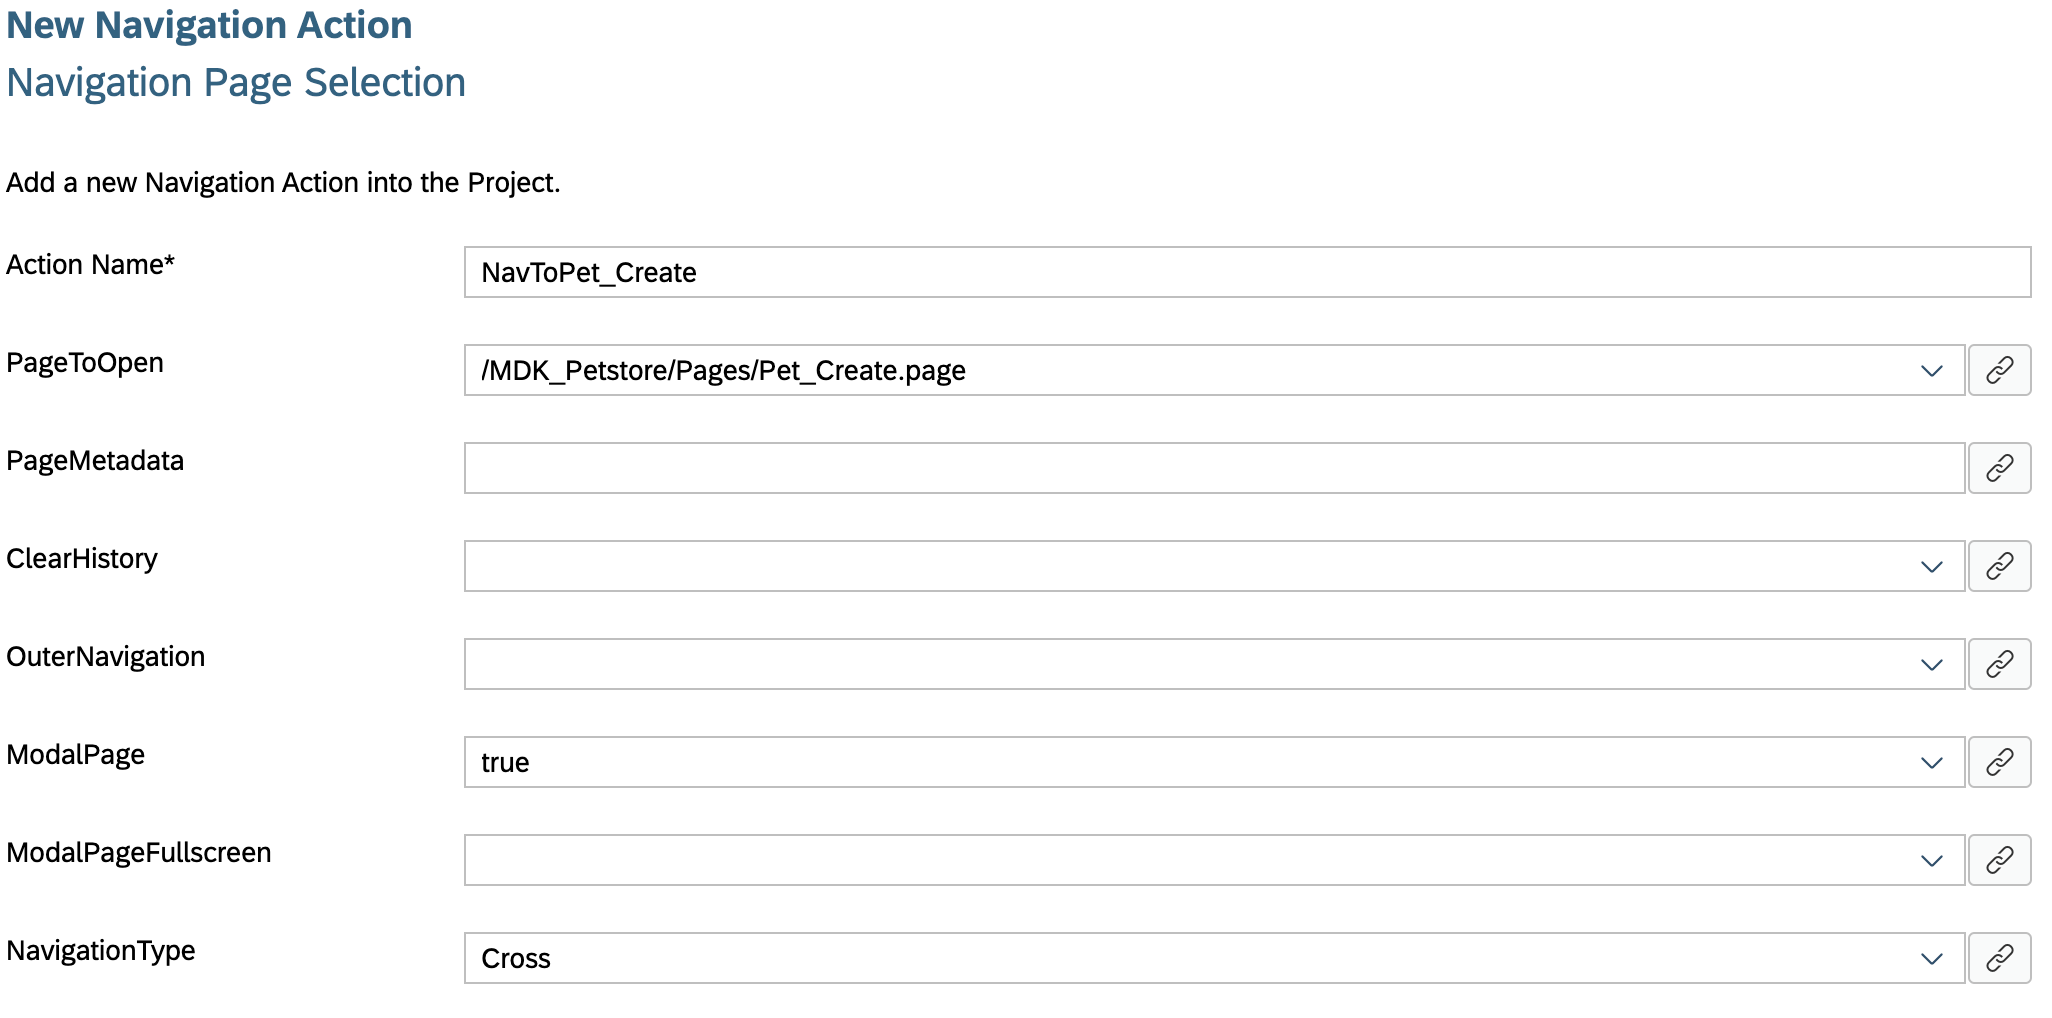 New Navigation Action
Navigation Page Selection
Add a new Navigation Action into the Project.
Action Name*
NavToPet_Create
PageToOpen
/MDK_Petstore/Pages/Pet_Create.page
PageMetadata
ClearHistory
OuterNavigation
ModalPage
true
ModalPageFullscreen
NavigationType
Cross